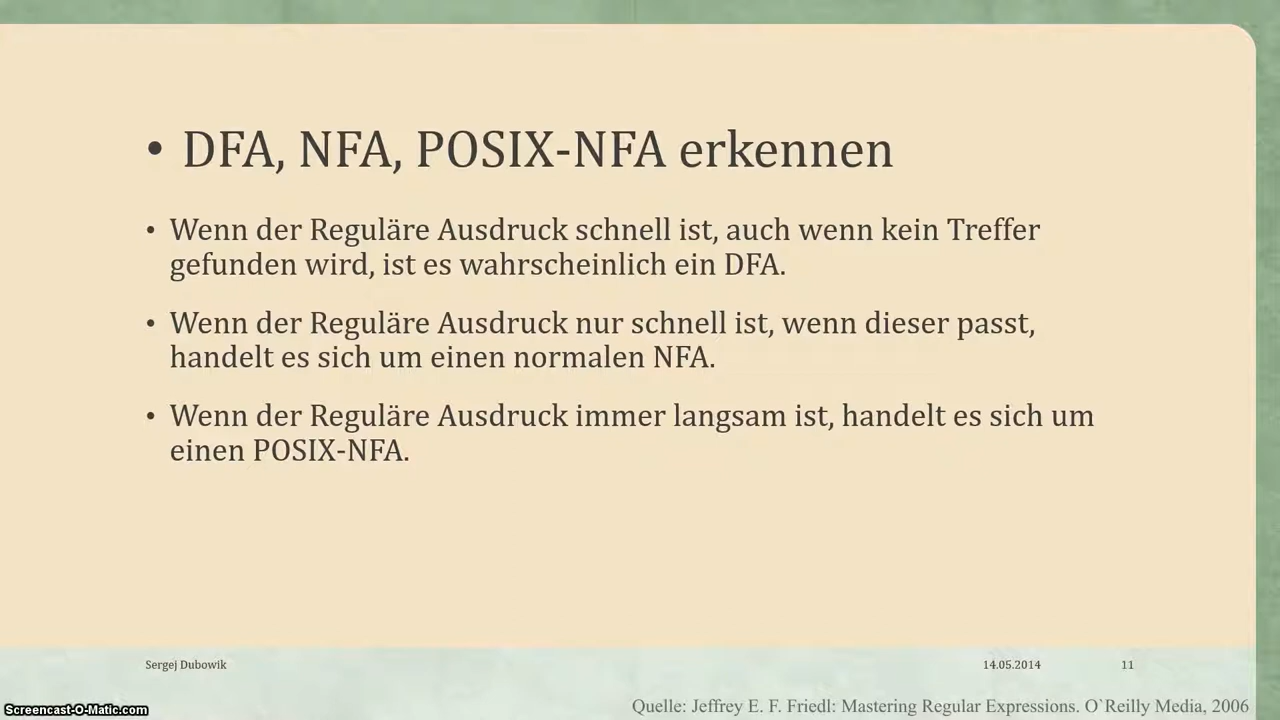 • DFA, NFA, POSIX-NFA erkennen
• Wenn der Reguläre Ausdruck schnell ist, auch wenn kein Treffer
gefunden wird, ist es wahrscheinlich ein DFA.
• Wenn der Reguläre Ausdruck nur schnell ist, wenn dieser passt,
handelt es sich um einen normalen NFA.
• Wenn der Reguläre Ausdruck immer langsam ist, handelt es sich um
einen POSIX-NFA.
Sergej Dubowik 14.05.2014 11
Screencast-O-Matic.com
Quelle: Jeffrey E. F. Friedl: Mastering Regular Expressions. O`Reilly Media, 2006